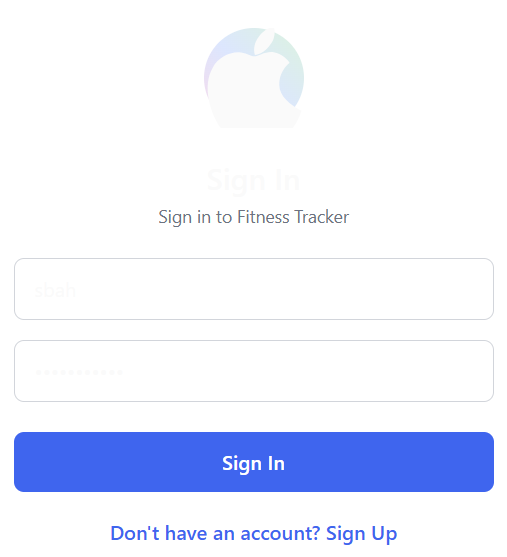 Sign In
Sign in to Fitness Tracker
sbah
•••••••••••
Sign In
Don't have an account? Sign Up